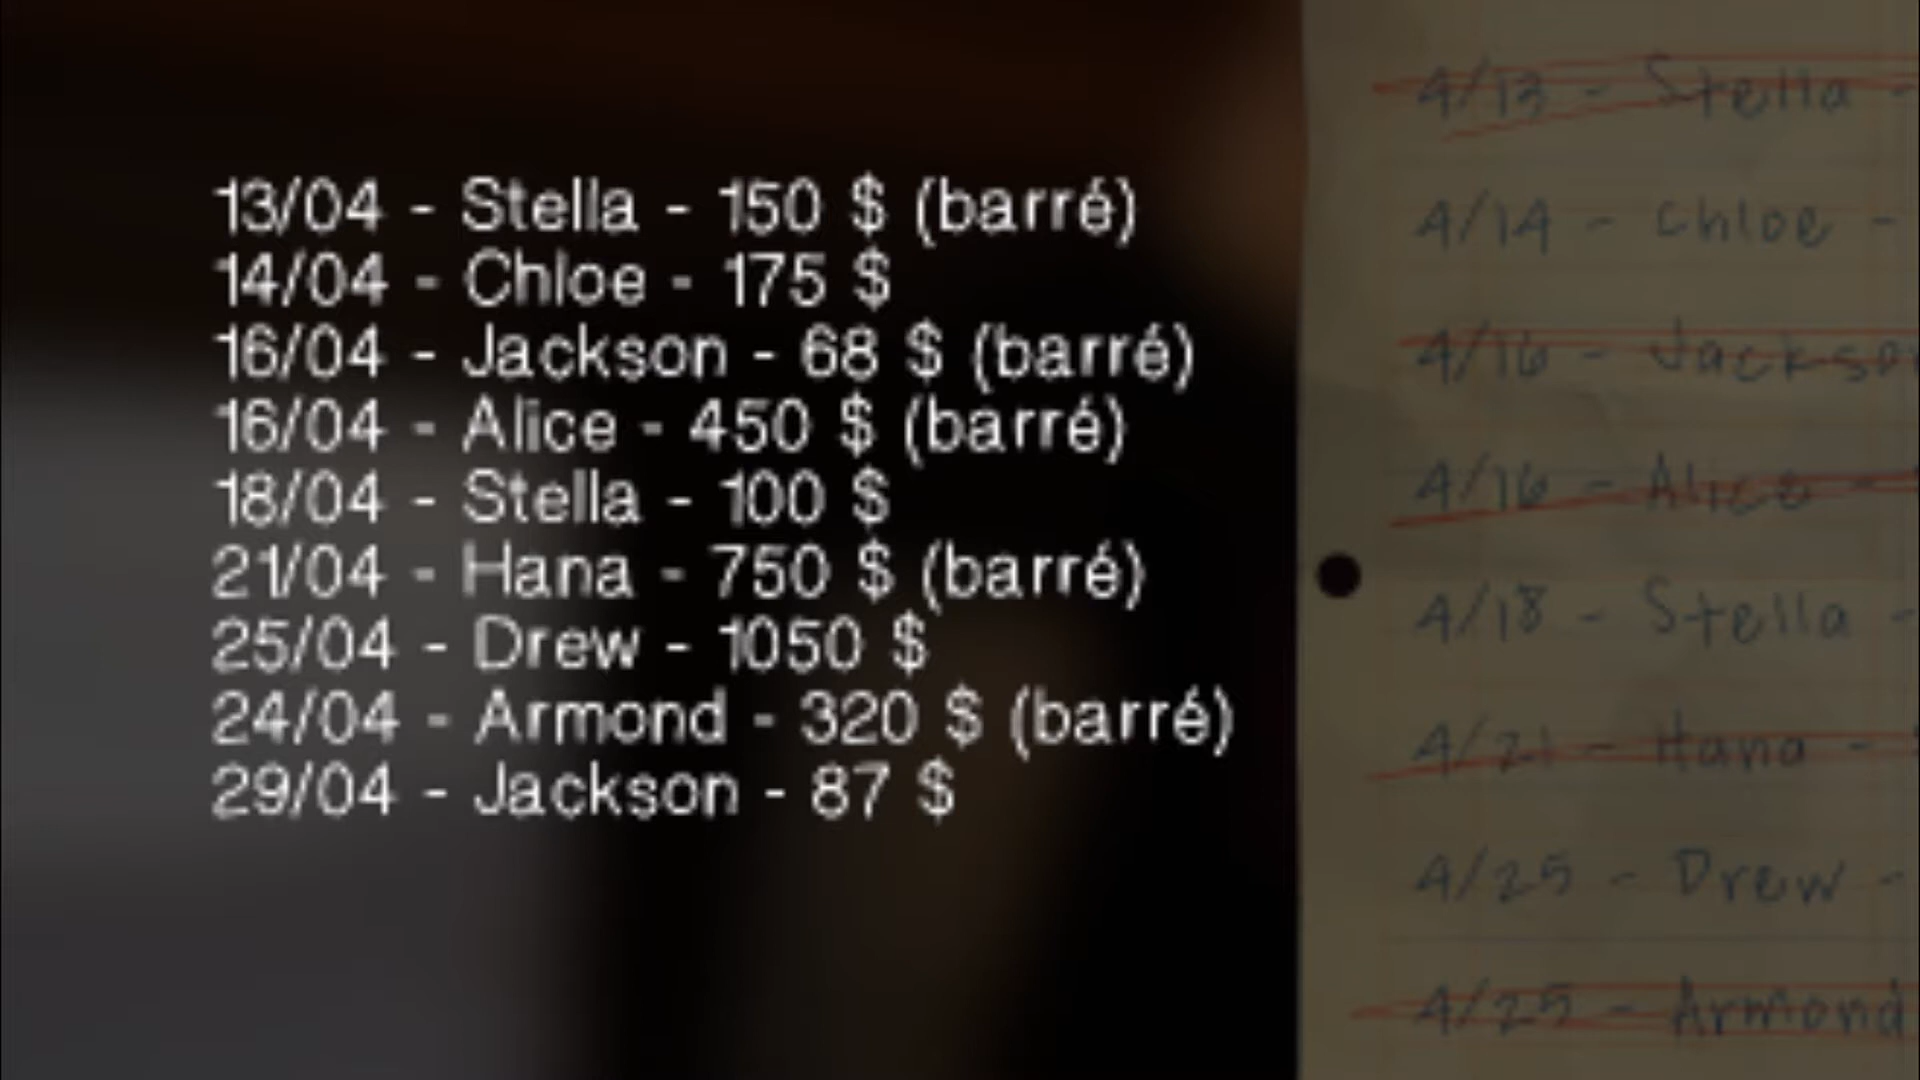 13/04 - Stella - 150 $ (barré)
14/04 - Chloe - 175 $
16/04 - Jackson - 68 $ (barré)
16/04 - Alice - 450 $ (barré)
18/04 - Stella - 100 $
21/04 - Hana - 750 $ (barré)
25/04 - Drew - 1050 $
24/04 - Armond - 320 $ (barré)
29/04 - Jackson - 87 $
4/13 - Stella -
4/14 - Chloe -
4/16 - Jackson
4/16 - Alice -
4/18 - Stella -
4/21 - Hana -
4/25 - Drew -
4/25 - Armond